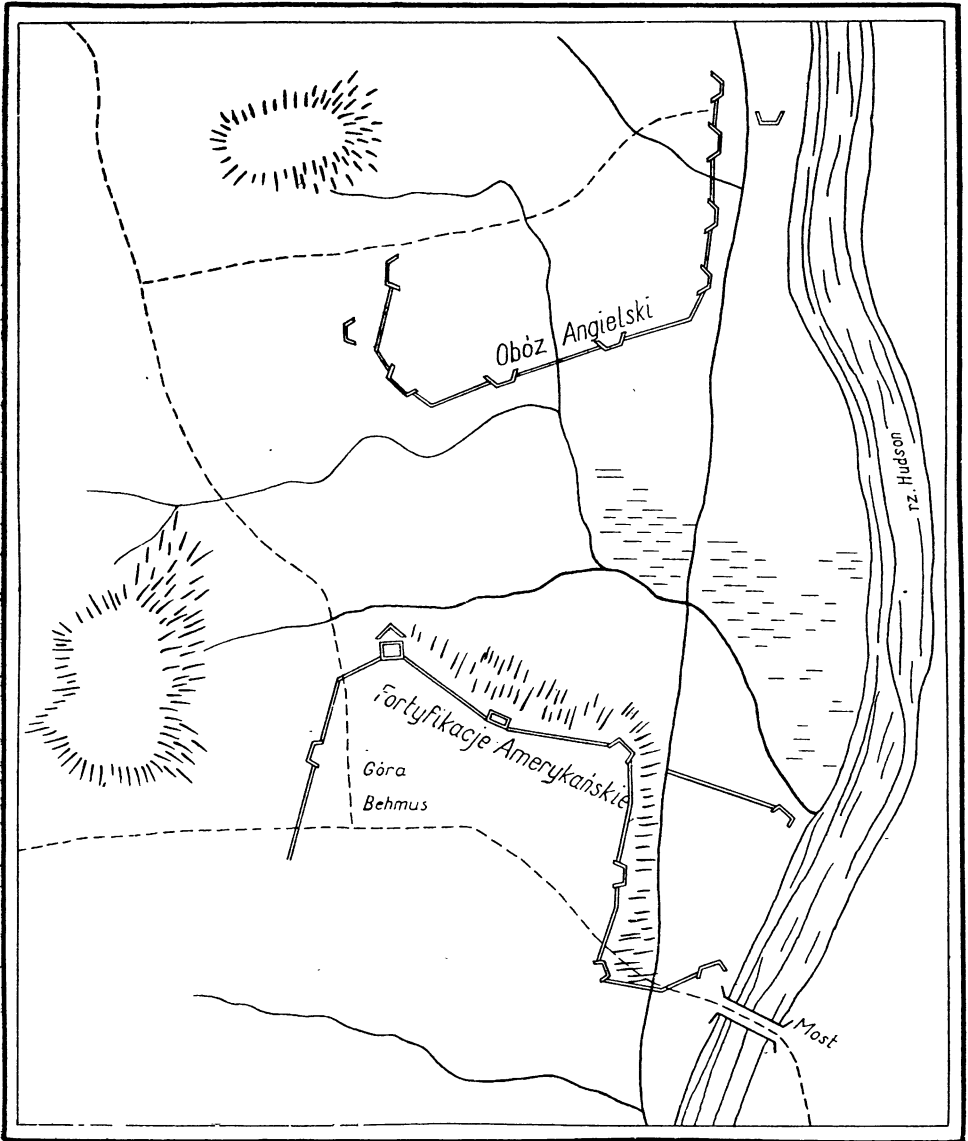 Obóz Angielski
rz. Hudson
Fortyfikacje Amerykańskie
Góra
Behmus
Most